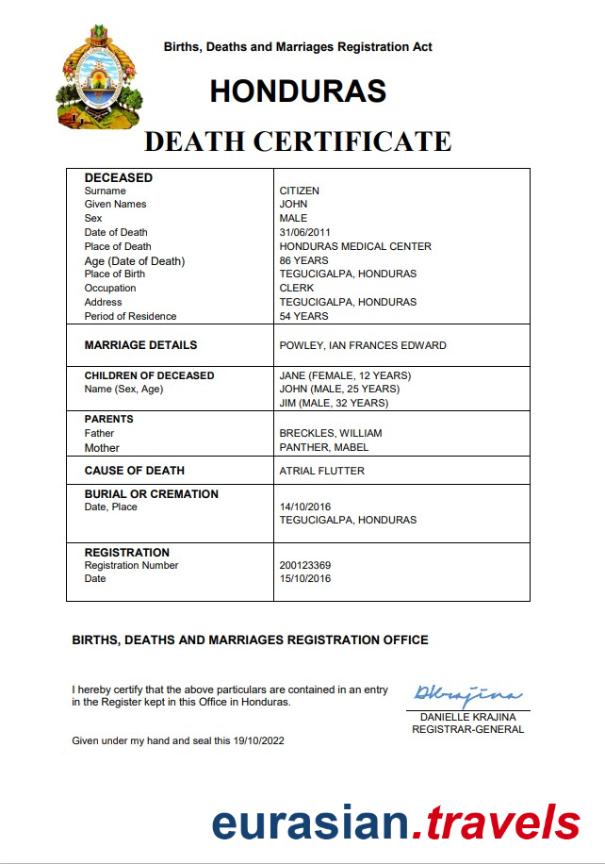 Births, Deaths and Marriages Registration Act
HONDURAS
DEATH CERTIFICATE
DECEASED
Surname CITIZEN
Given Names JOHN
Sex MALE
Date of Death 31/06/2011
Place of Death HONDURAS MEDICAL CENTER
Age (Date of Death) 86 YEARS
Place of Birth TEGUCIGALPA, HONDURAS
Occupation CLERK
Address TEGUCIGALPA, HONDURAS
Period of Residence 54 YEARS
MARRIAGE DETAILS POWLEY, IAN FRANCES EDWARD
CHILDREN OF DECEASED JANE (FEMALE, 12 YEARS)
Name (Sex, Age) JOHN (MALE, 25 YEARS)
JIM (MALE, 32 YEARS)
PARENTS
Father BRECKLES, WILLIAM
Mother PANTHER, MABEL
CAUSE OF DEATH ATRIAL FLUTTER
BURIAL OR CREMATION
Date, Place 14/10/2016
TEGUCIGALPA, HONDURAS
REGISTRATION
Registration Number 200123369
Date 15/10/2016
BIRTHS, DEATHS AND MARRIAGES REGISTRATION OFFICE
I hereby certify that the above particulars are contained in an entry
in the Register kept in this Office in Honduras.
DKrajina
DANIELLE KRAJINA
REGISTRAR-GENERAL
Given under my hand and seal this 19/10/2022
eurasian.travels